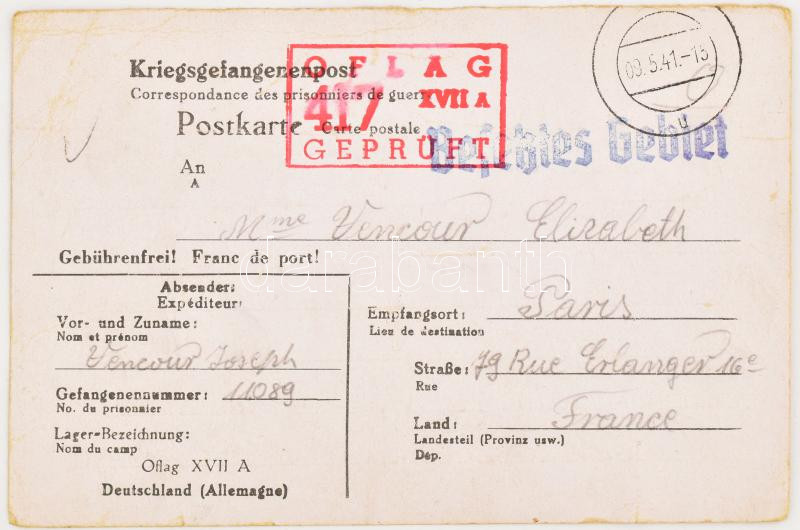 Kriegsgefangenenpost
Correspondance des prisonniers de guerre
Postkarte Carte postale
OFLAG
417 XVII A
GEPRÜFT
09.5.41.-15
u
Besetztes Gebiet
An
A
Mme Vencour Elizabeth
Gebührenfrei! Franc de port!
Absender:
Expéditeur:
Vor- und Zuname:
Nom et prénom
Vencour Joseph
Gefangenennummer: 11089
No. du prisonnier
Lager-Bezeichnung:
Nom du camp
Oflag XVII A
Deutschland (Allemagne)
Empfangsort: Paris
Lieu de destination
Straße: 79 Rue Erlanger 16e
Rue
Land: France
Landesteil (Provinz usw.)
Dép.
darabanth